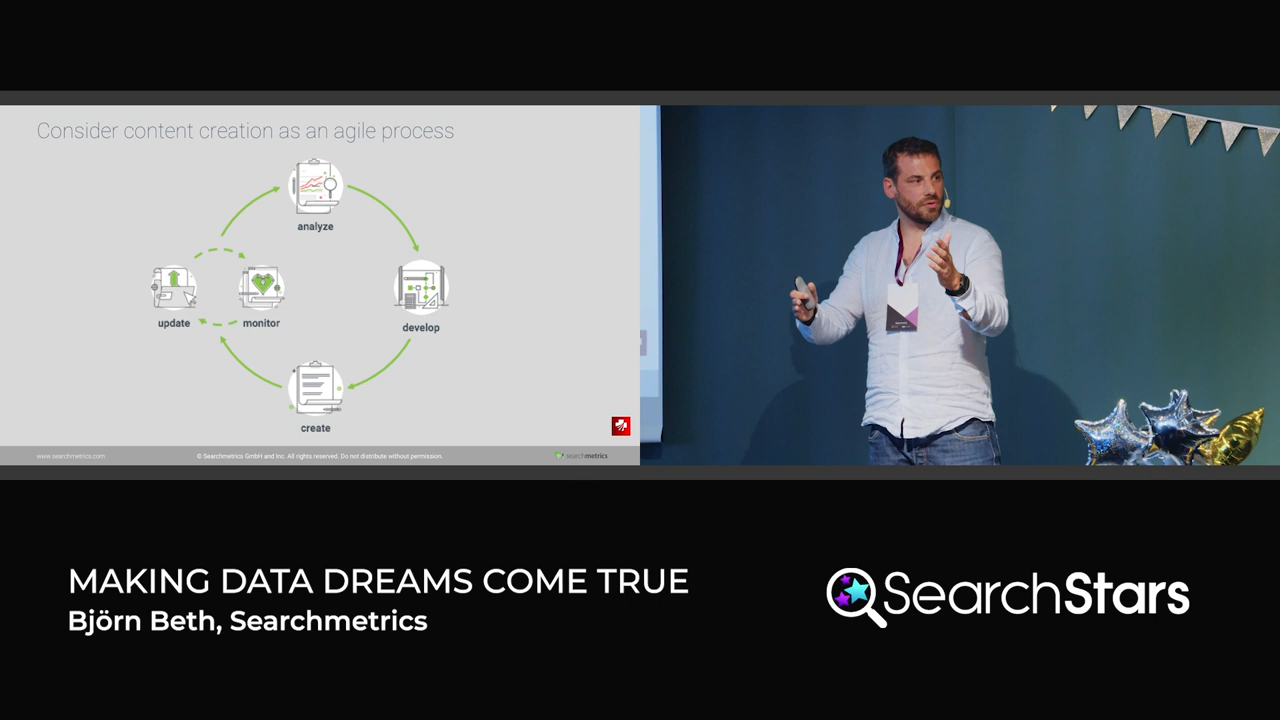 Consider content creation as an agile process
analyze
update
monitor
develop
create
www.searchmetrics.com
© Searchmetrics GmbH and Inc. All rights reserved. Do not distribute without permission.
searchmetrics
MAKING DATA DREAMS COME TRUE
Björn Beth, Searchmetrics
SearchStars